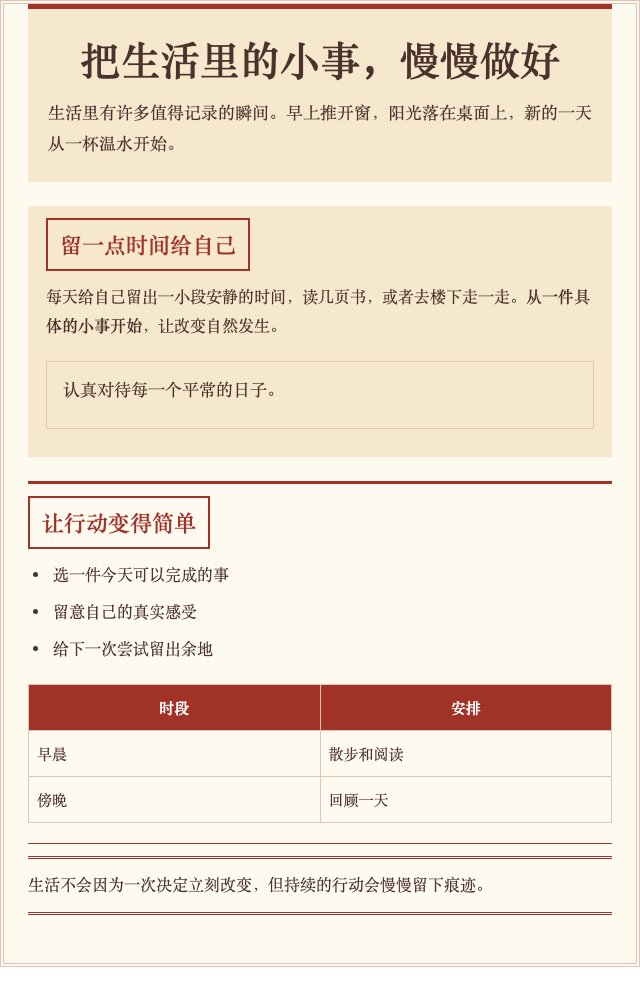 把生活里的小事，慢慢做好
生活里有许多值得记录的瞬间。早上推开窗，阳光落在桌面上，新的一天
从一杯温水开始。
留一点时间给自己
每天给自己留出一小段安静的时间，读几页书，或者去楼下走一走。从一件具
体的小事开始，让改变自然发生。
认真对待每一个平常的日子。
让行动变得简单
• 选一件今天可以完成的事
• 留意自己的真实感受
• 给下一次尝试留出余地
时段 安排
早晨 散步和阅读
傍晚 回顾一天
生活不会因为一次决定立刻改变，但持续的行动会慢慢留下痕迹。